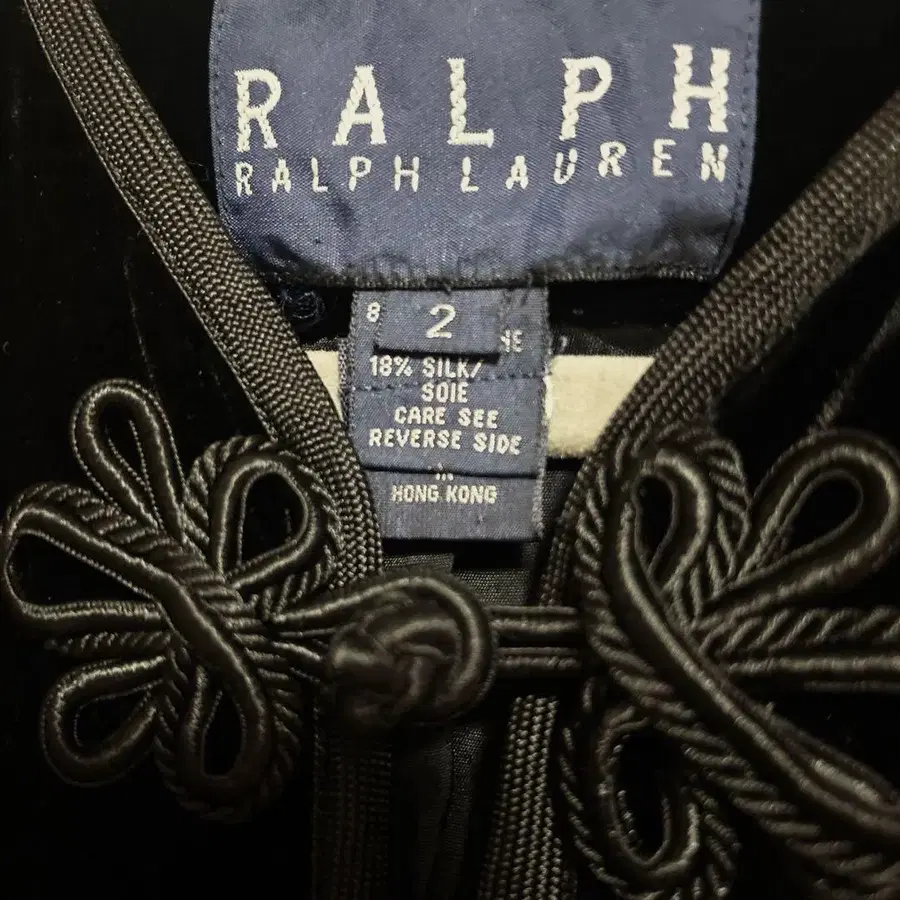 RALPH
RALPH LAUREN
2
18% SILK/
SOIE
CARE SEE
REVERSE SIDE
HONG KONG